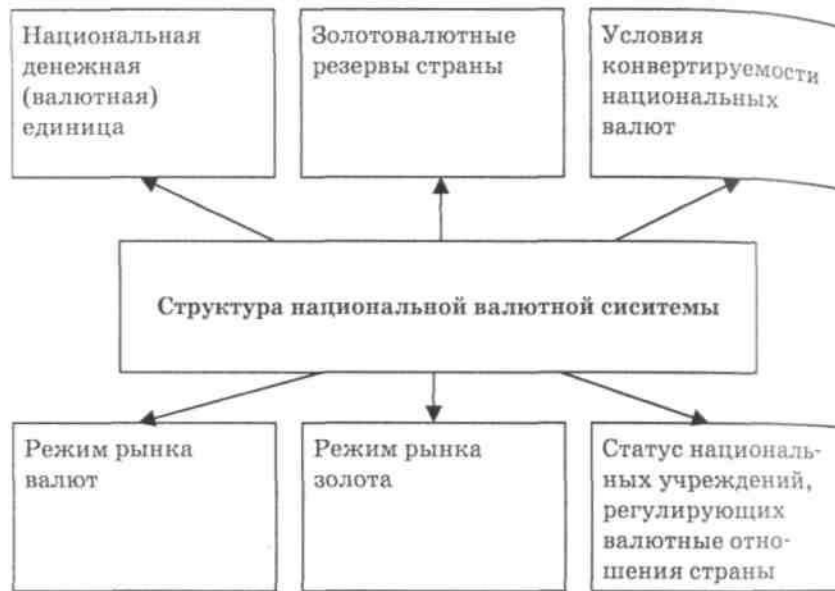 Национальная
денежная
(валютная)
единица
Золотовалютные
резервы страны
Условия
конвертируемости
национальных
валют
Структура национальной валютной сиситемы
Режим рынка
валют
Режим рынка
золота
Статус националь-
ных учреждений,
регулирующих
валютные отно-
шения страны